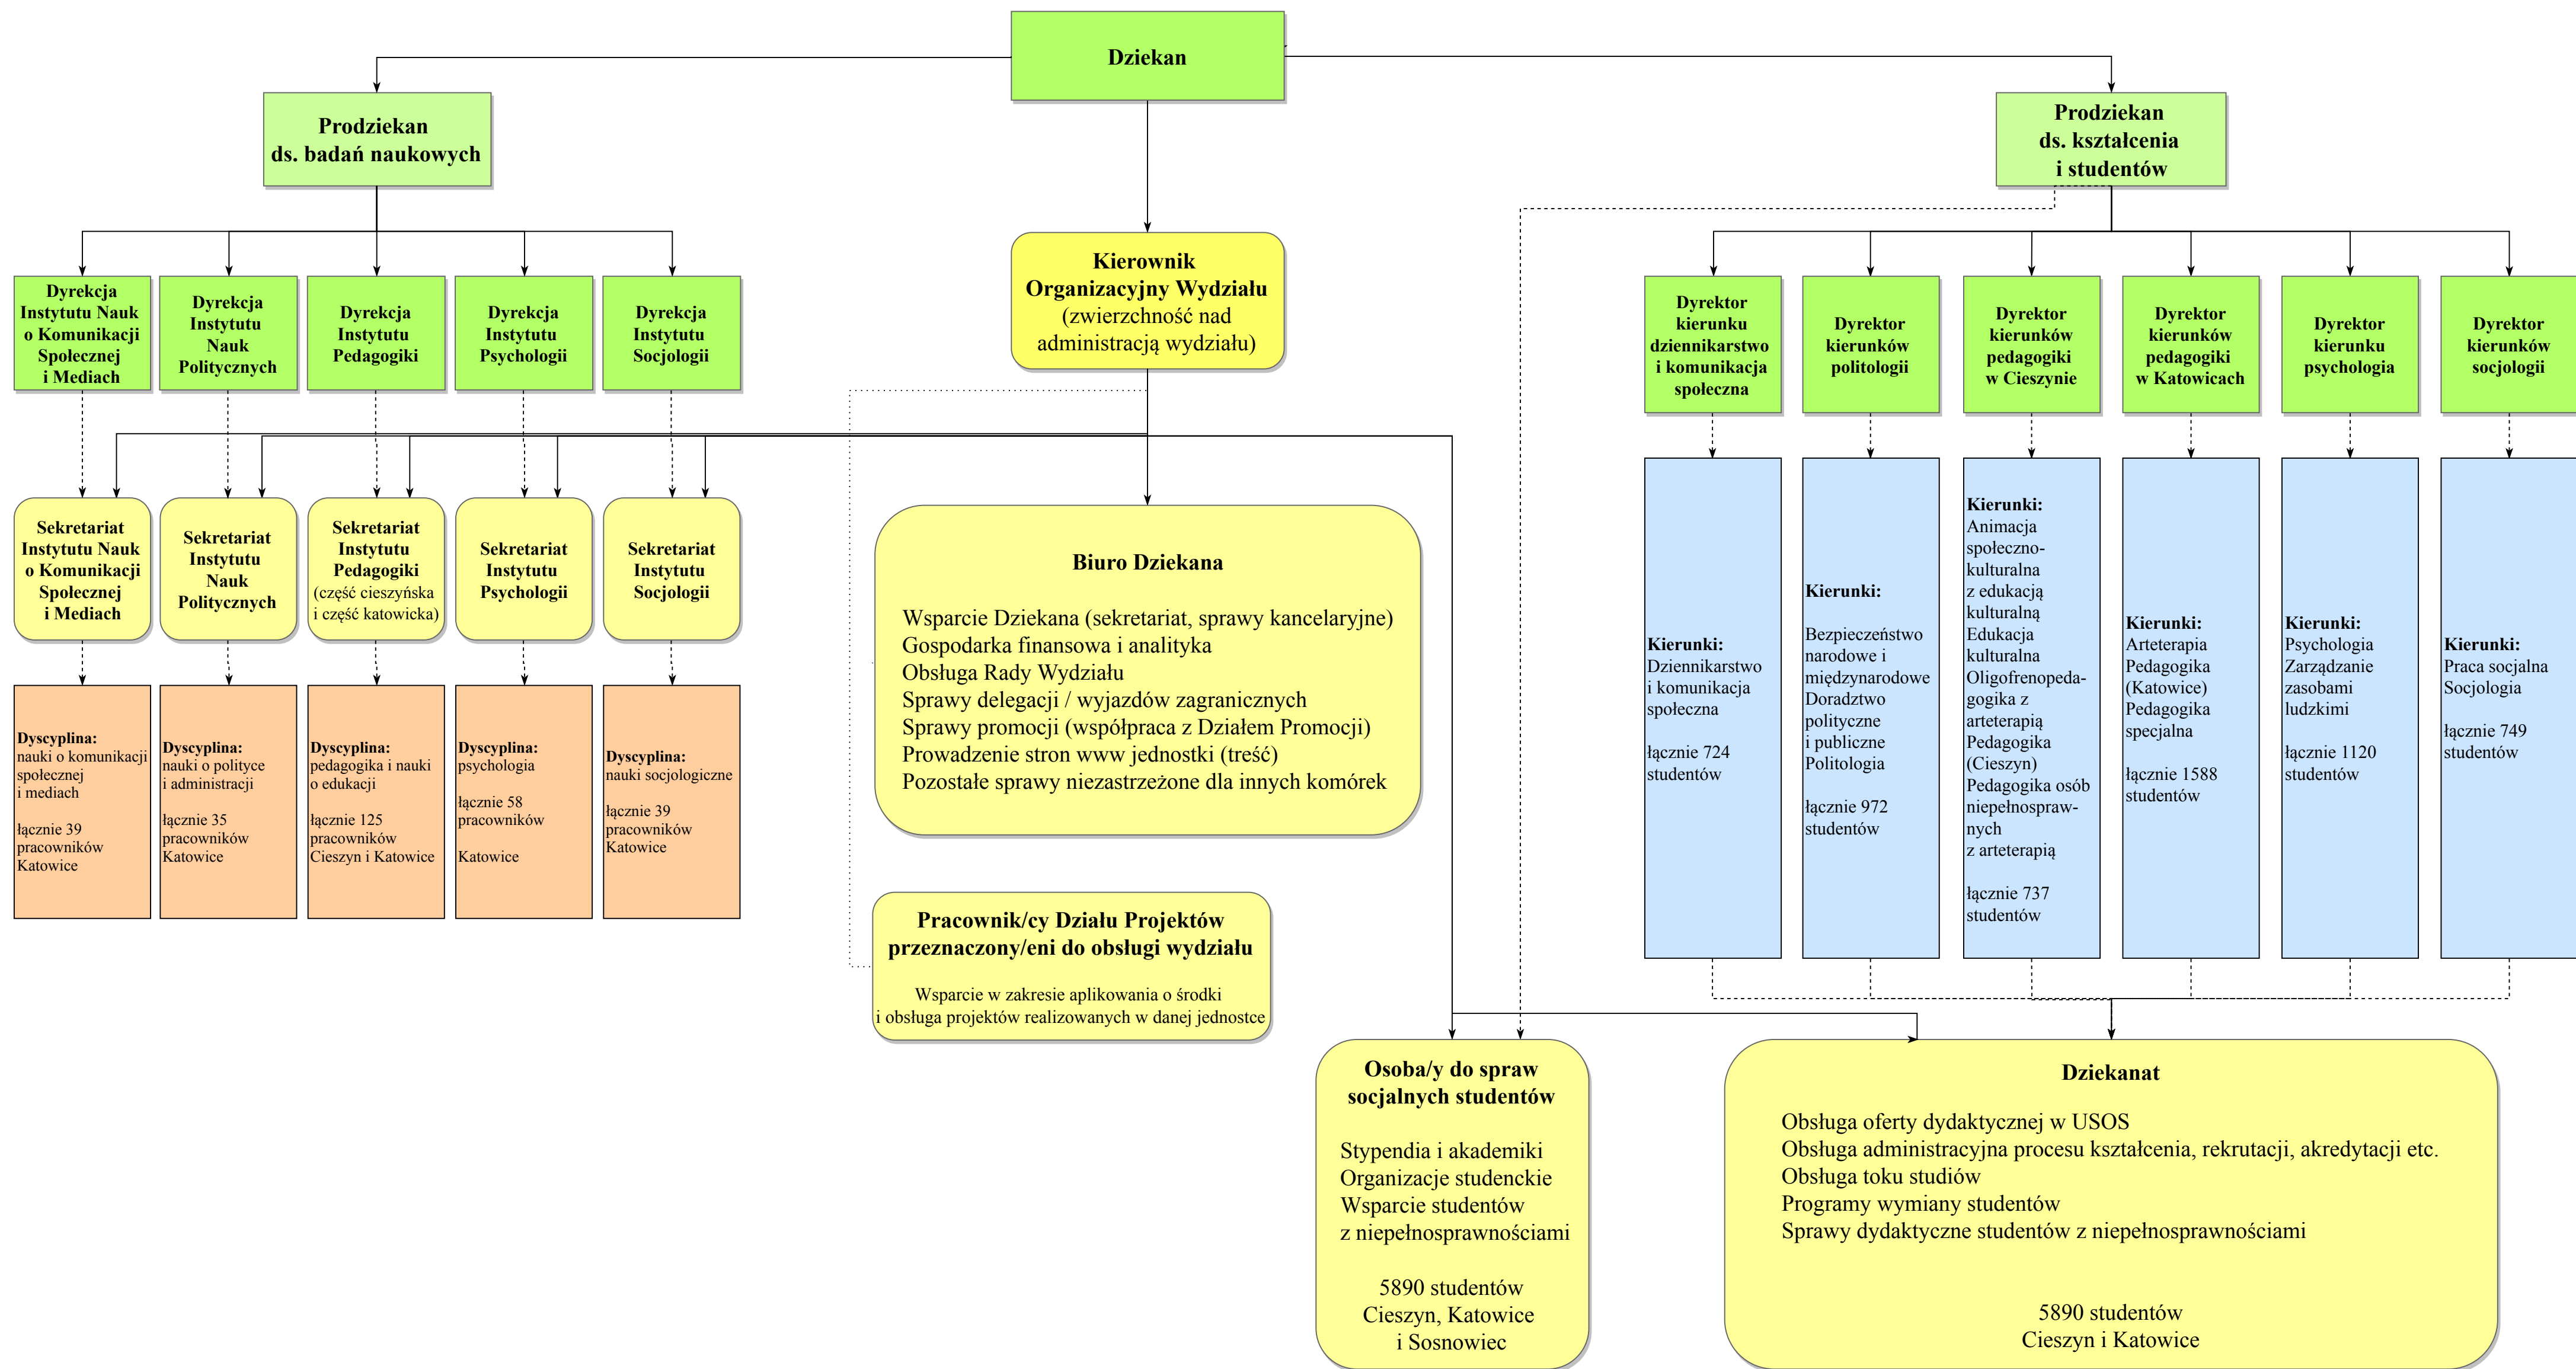 Dziekan
Prodziekan
ds. badań naukowych
Prodziekan
ds. kształcenia
i studentów
Kierownik
Organizacyjny Wydziału
(zwierzchność nad
administracją wydziału)
Dyrekcja
Instytutu Nauk
o Komunikacji
Społecznej
i Mediach
Dyrekcja
Instytutu
Nauk
Politycznych
Dyrekcja
Instytutu
Pedagogiki
Dyrekcja
Instytutu
Psychologii
Dyrekcja
Instytutu
Socjologii
Dyrektor
kierunku
dziennikarstwo
i komunikacja
społeczna
Dyrektor
kierunków
politologii
Dyrektor
kierunków
pedagogiki
w Cieszynie
Dyrektor
kierunków
pedagogiki
w Katowicach
Dyrektor
kierunku
psychologia
Dyrektor
kierunków
socjologii
Sekretariat
Instytutu Nauk
o Komunikacji
Społecznej
i Mediach
Sekretariat
Instytutu
Nauk
Politycznych
Sekretariat
Instytutu
Pedagogiki
(część cieszyńska
i część katowicka)
Sekretariat
Instytutu
Psychologii
Sekretariat
Instytutu
Socjologii
Biuro Dziekana
Wsparcie Dziekana (sekretariat, sprawy kancelaryjne)
Gospodarka finansowa i analityka
Obsługa Rady Wydziału
Sprawy delegacji / wyjazdów zagranicznych
Sprawy promocji (współpraca z Działem Promocji)
Prowadzenie stron www jednostki (treść)
Pozostałe sprawy niezastrzeżone dla innych komórek
Kierunki:
Dziennikarstwo
i komunikacja
społeczna
łącznie 724
studentów
Kierunki:
Bezpieczeństwo
narodowe i
międzynarodowe
Doradztwo
polityczne
i publiczne
Politologia
łącznie 972
studentów
Kierunki:
Animacja
społeczno-
kulturalna
z edukacją
kulturalną
Edukacja
kulturalna
Oligofrenopeda-
gogika z
arteterapią
Pedagogika
(Cieszyn)
Pedagogika osób
niepełnospraw-
nych
z arteterapią
łącznie 737
studentów
Kierunki:
Arteterapia
Pedagogika
(Katowice)
Pedagogika
specjalna
łącznie 1588
studentów
Kierunki:
Psychologia
Zarządzanie
zasobami
ludzkimi
łącznie 1120
studentów
Kierunki:
Praca socjalna
Socjologia
łącznie 749
studentów
Dyscyplina:
nauki o komunikacji
społecznej
i mediach
łącznie 39
pracowników
Katowice
Dyscyplina:
nauki o polityce
i administracji
łącznie 35
pracowników
Katowice
Dyscyplina:
pedagogika i nauki
o edukacji
łącznie 125
pracowników
Cieszyn i Katowice
Dyscyplina:
psychologia
łącznie 58
pracowników
Katowice
Dyscyplina:
nauki socjologiczne
łącznie 39
pracowników
Katowice
Pracownik/cy Działu Projektów
przeznaczony/eni do obsługi wydziału
Wsparcie w zakresie aplikowania o środki
i obsługa projektów realizowanych w danej jednostce
Osoba/y do spraw
socjalnych studentów
Stypendia i akademiki
Organizacje studenckie
Wsparcie studentów
z niepełnosprawnościami
5890 studentów
Cieszyn, Katowice
i Sosnowiec
Dziekanat
Obsługa oferty dydaktycznej w USOS
Obsługa administracyjna procesu kształcenia, rekrutacji, akredytacji etc.
Obsługa toku studiów
Programy wymiany studentów
Sprawy dydaktyczne studentów z niepełnosprawnościami
5890 studentów
Cieszyn i Katowice